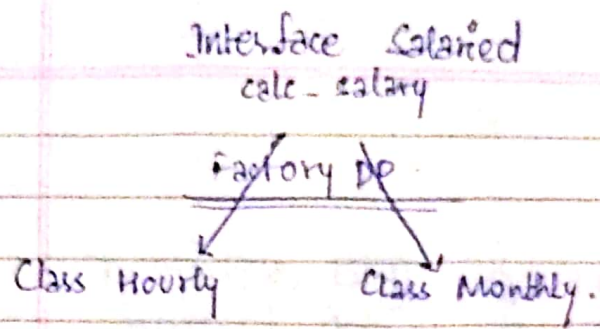 Interface Salaried
calc_salary
Factory DP
Class Hourly Class Monthly.